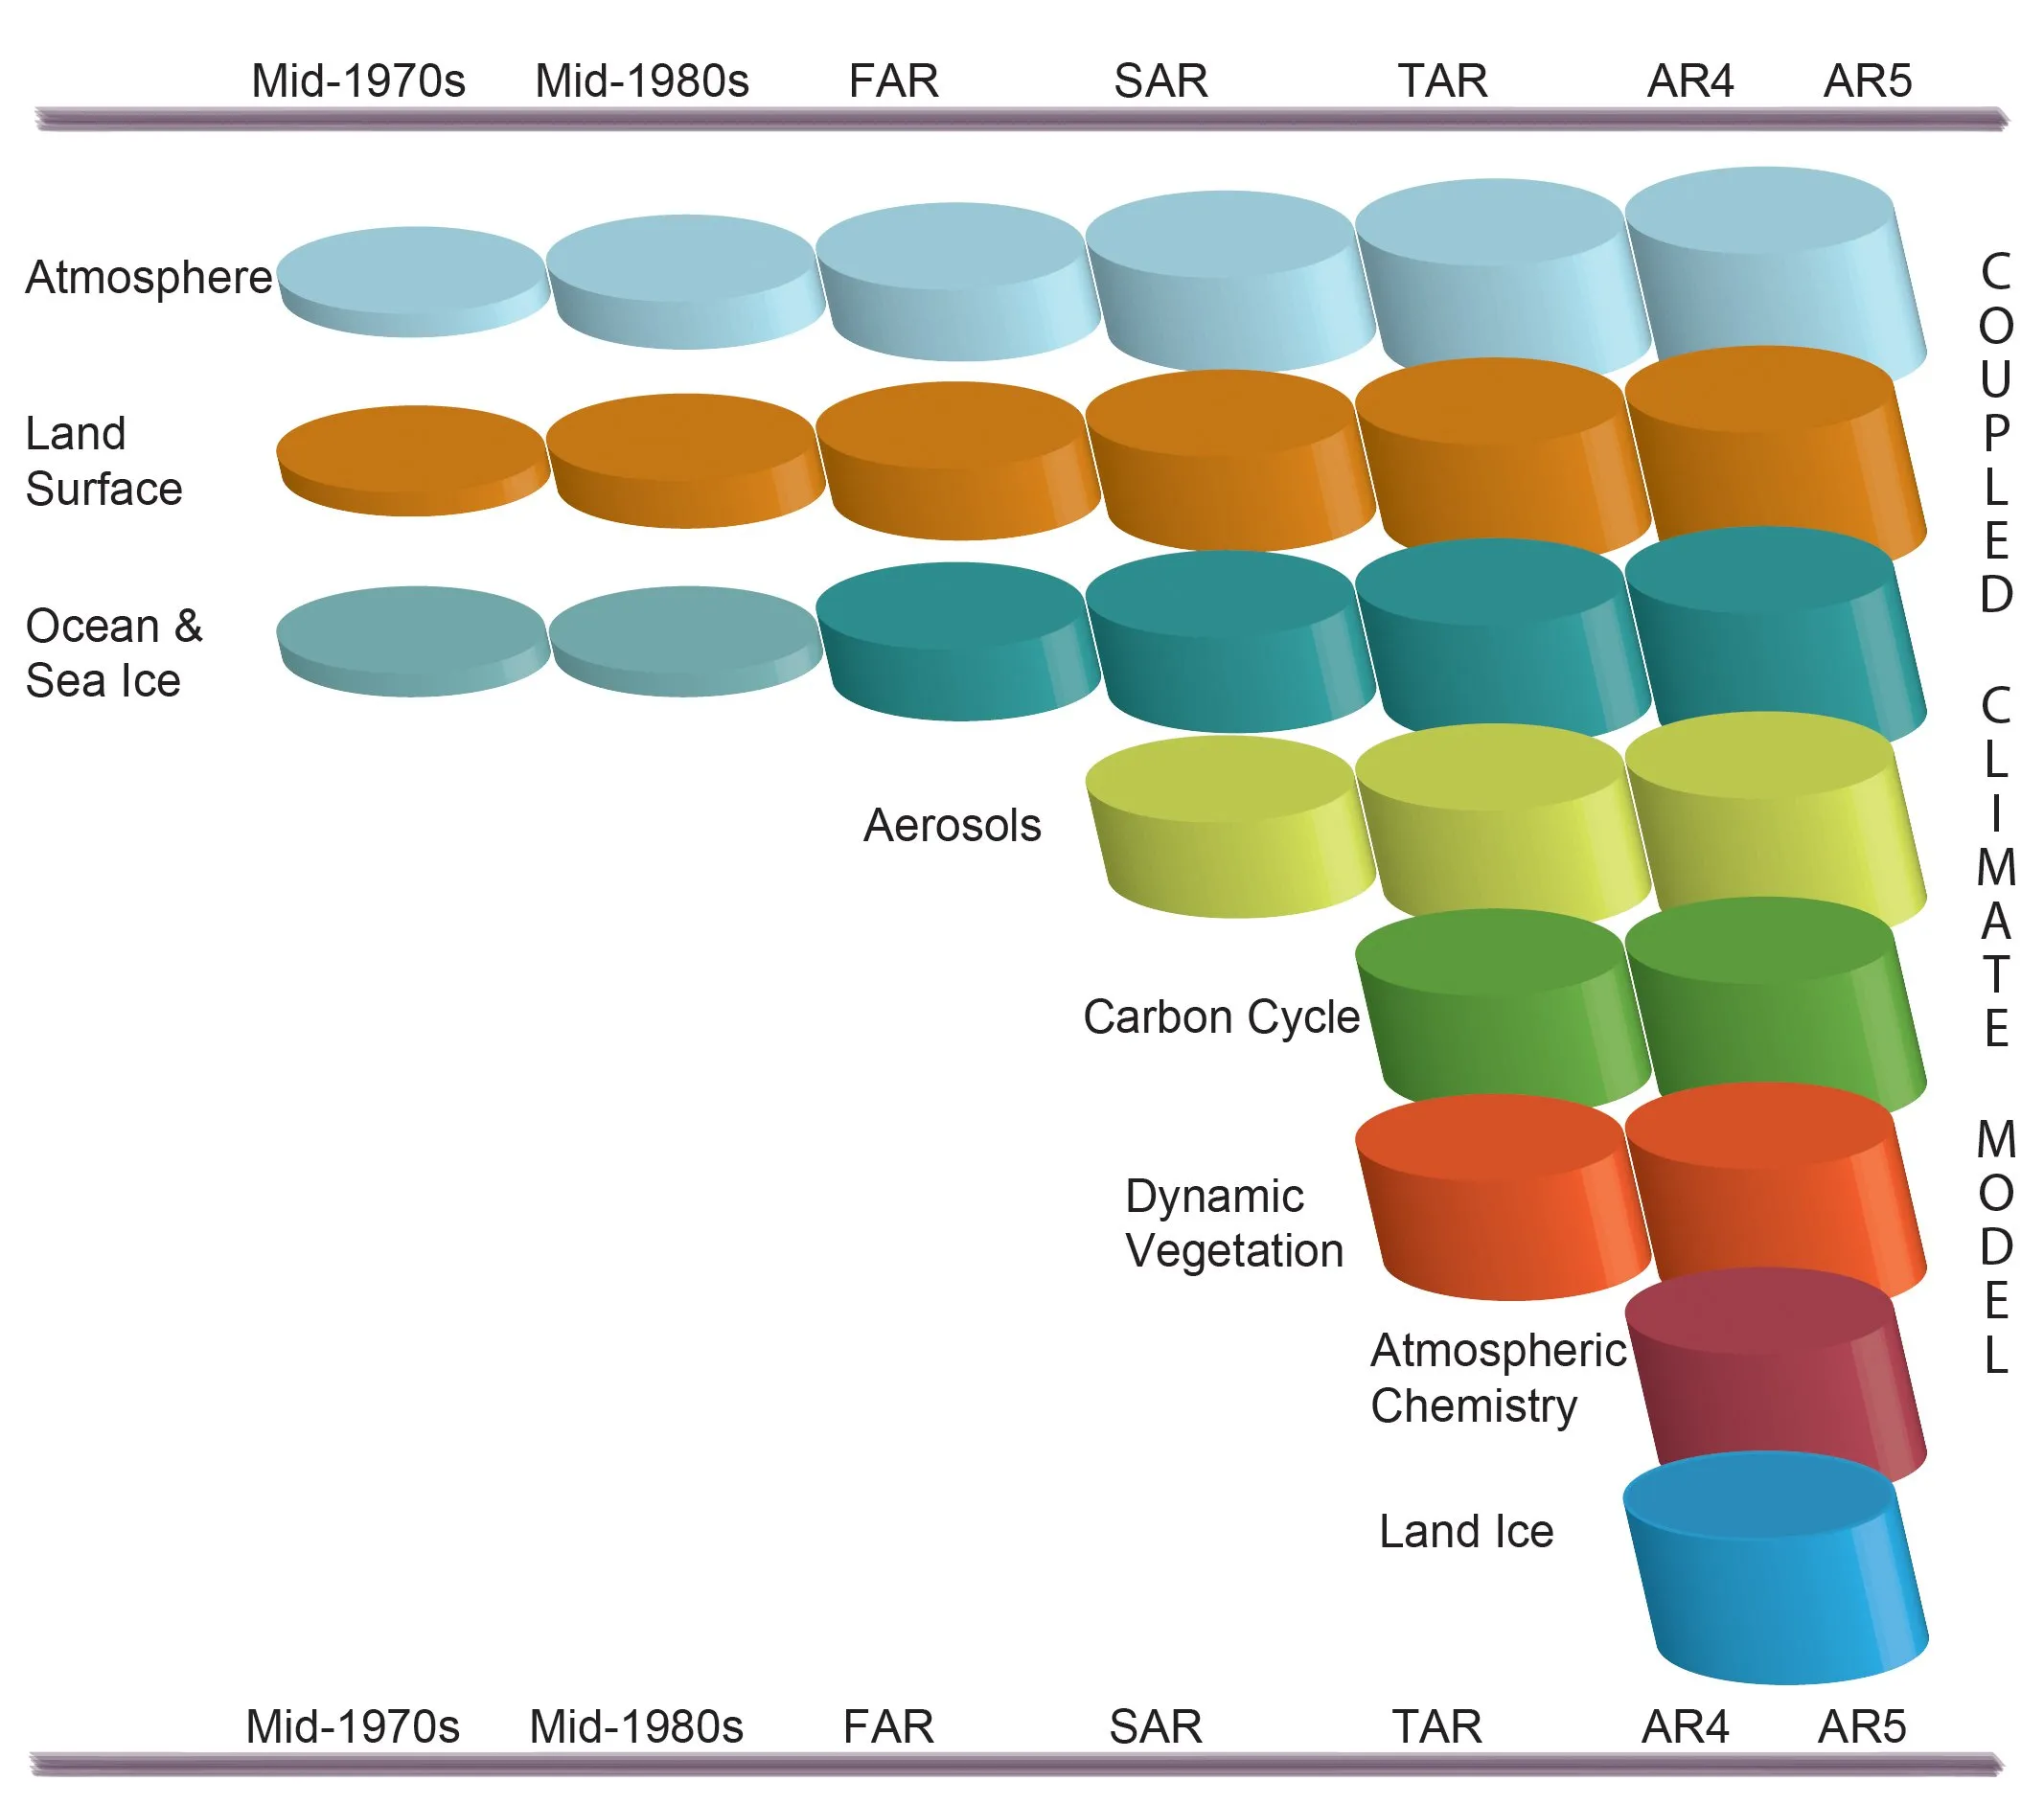 Mid-1970s Mid-1980s FAR SAR TAR AR4 AR5
Atmosphere
Land
Surface
Ocean &
Sea Ice
Aerosols
Carbon Cycle
Dynamic
Vegetation
Atmospheric
Chemistry
Land Ice
COUPLED CLIMATE MODEL
Mid-1970s Mid-1980s FAR SAR TAR AR4 AR5